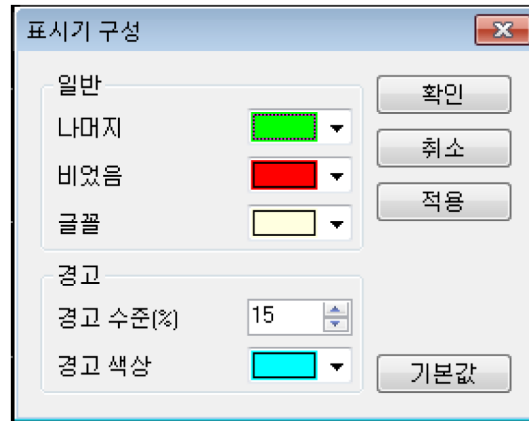 표시기 구성
일반
나머지
비었음
글꼴
확인
취소
적용
경고
경고 수준(%) 15
경고 색상
기본값